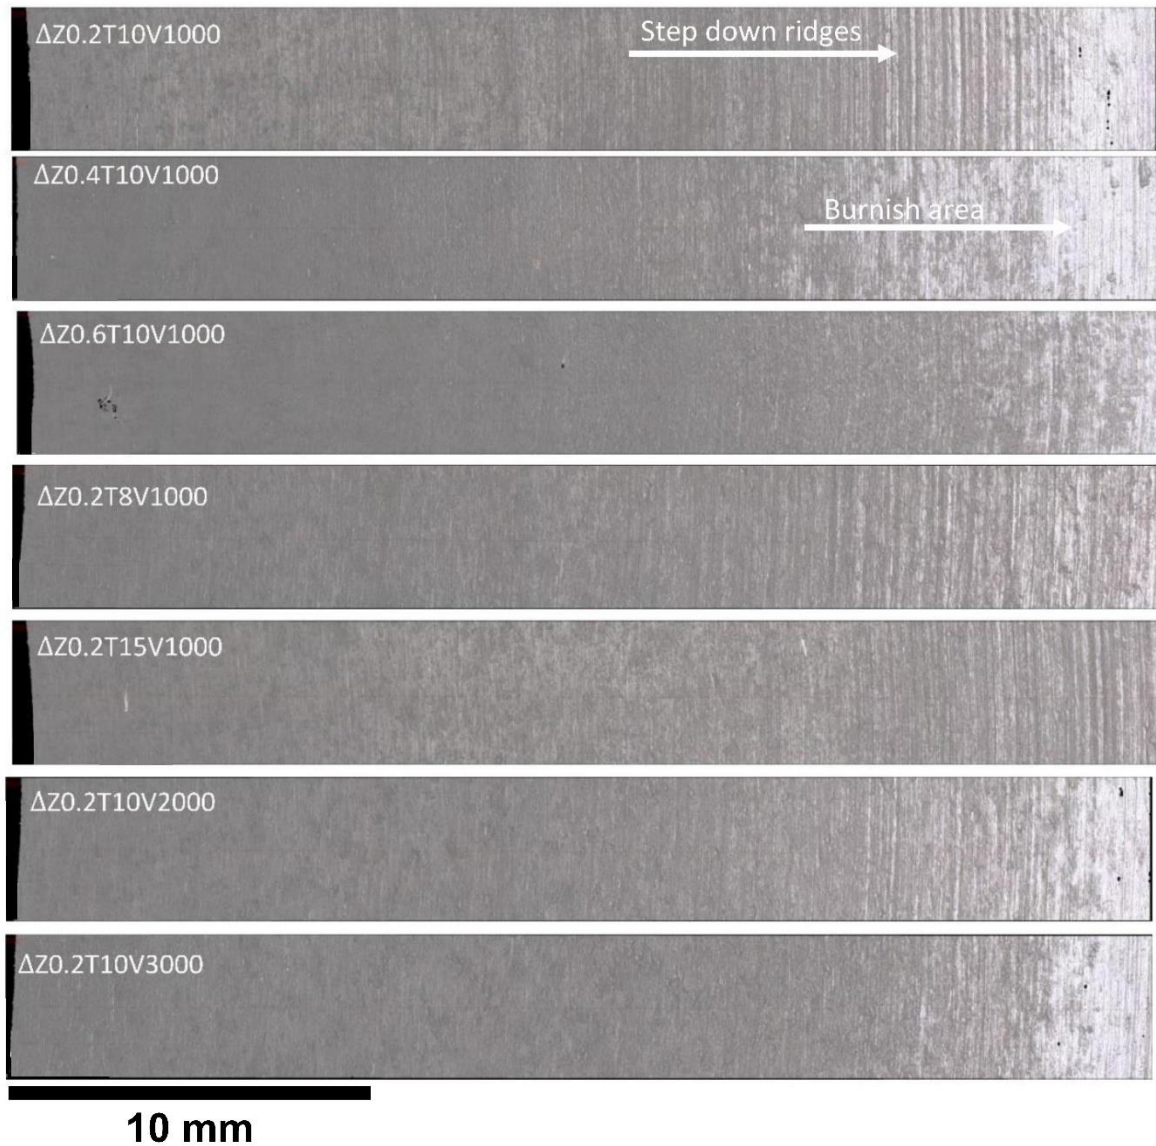 ΔZ0.2T10V1000
Step down ridges
ΔZ0.4T10V1000
Burnish area
ΔZ0.6T10V1000
ΔZ0.2T8V1000
ΔZ0.2T15V1000
ΔZ0.2T10V2000
ΔZ0.2T10V3000
10 mm